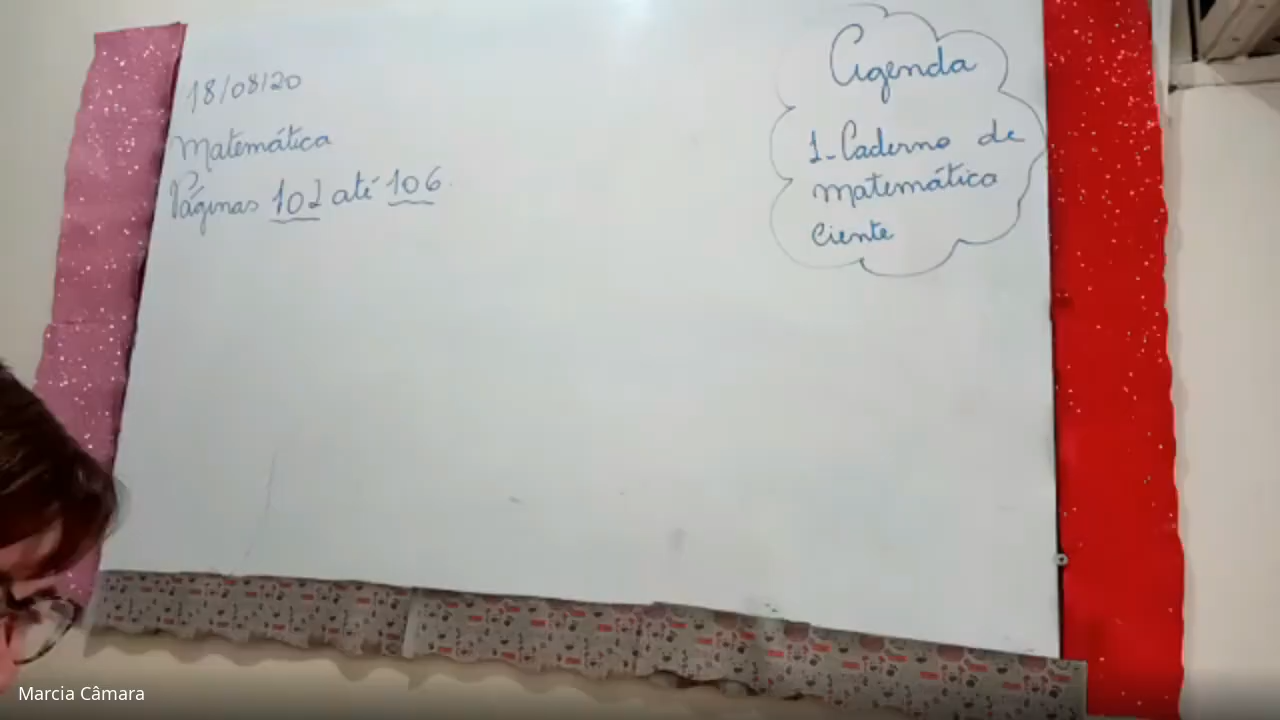 18/08/20
Matemática
Páginas 102 até 106.
Agenda
1-Caderno de
matemática
Ciente
Marcia Câmara